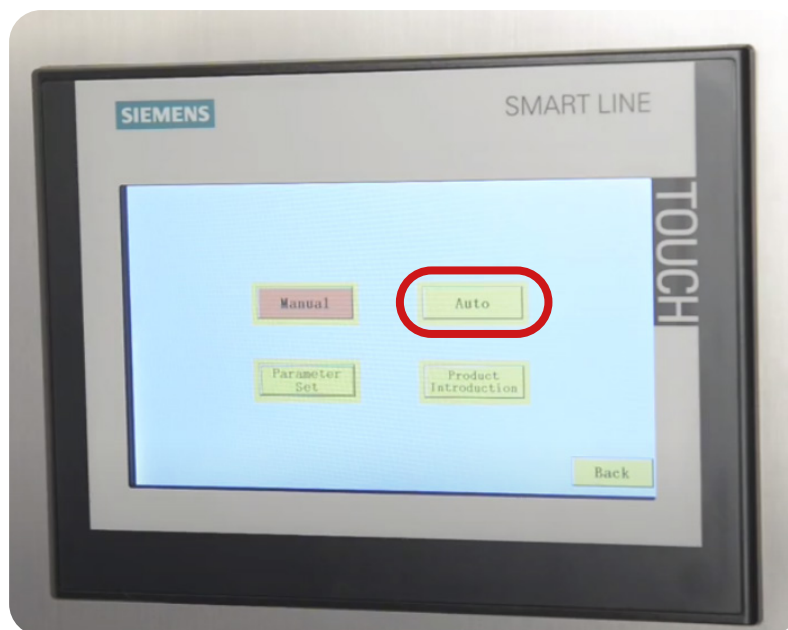 SIEMENS
SMART LINE
TOUCH
Manual
Auto
Parameter
Set
Product
Introduction
Back